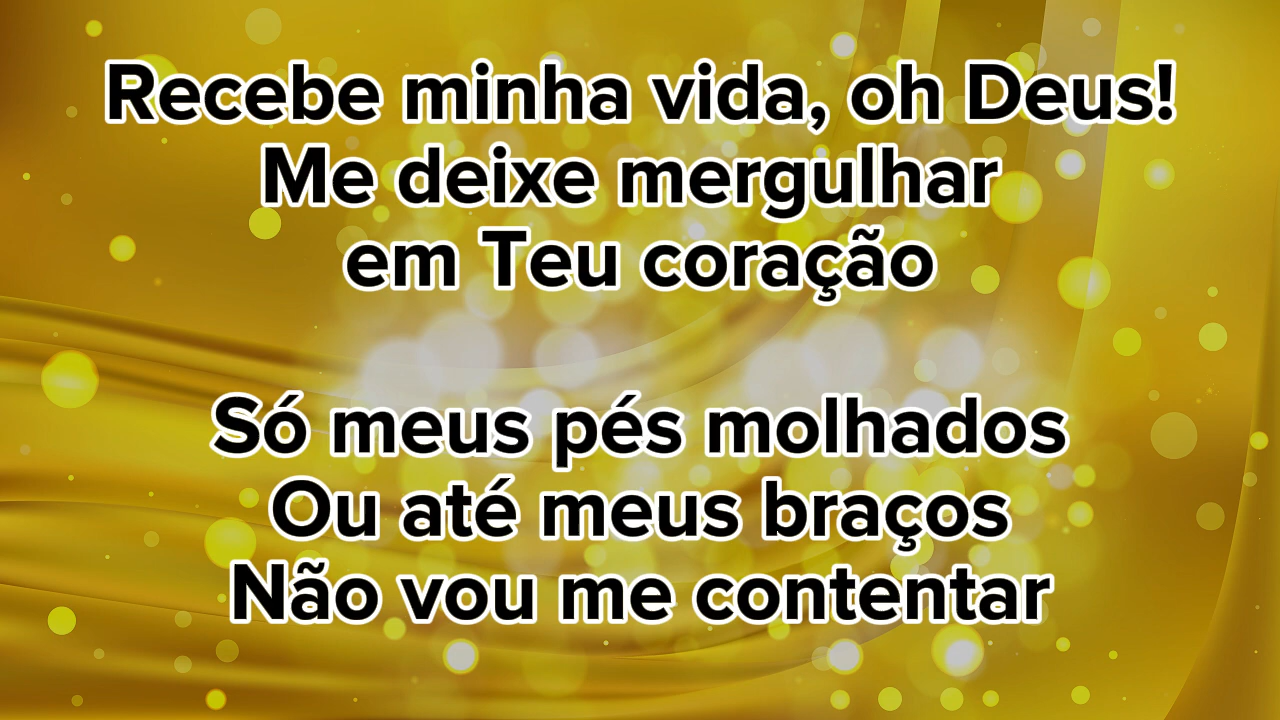 Recebe minha vida, oh Deus!
Me deixe mergulhar
em Teu coração
Só meus pés molhados
Ou até meus braços
Não vou me contentar